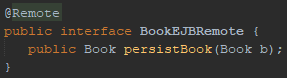 @Remote
public interface BookEJBRemote {
    public Book persistBook(Book b);
}